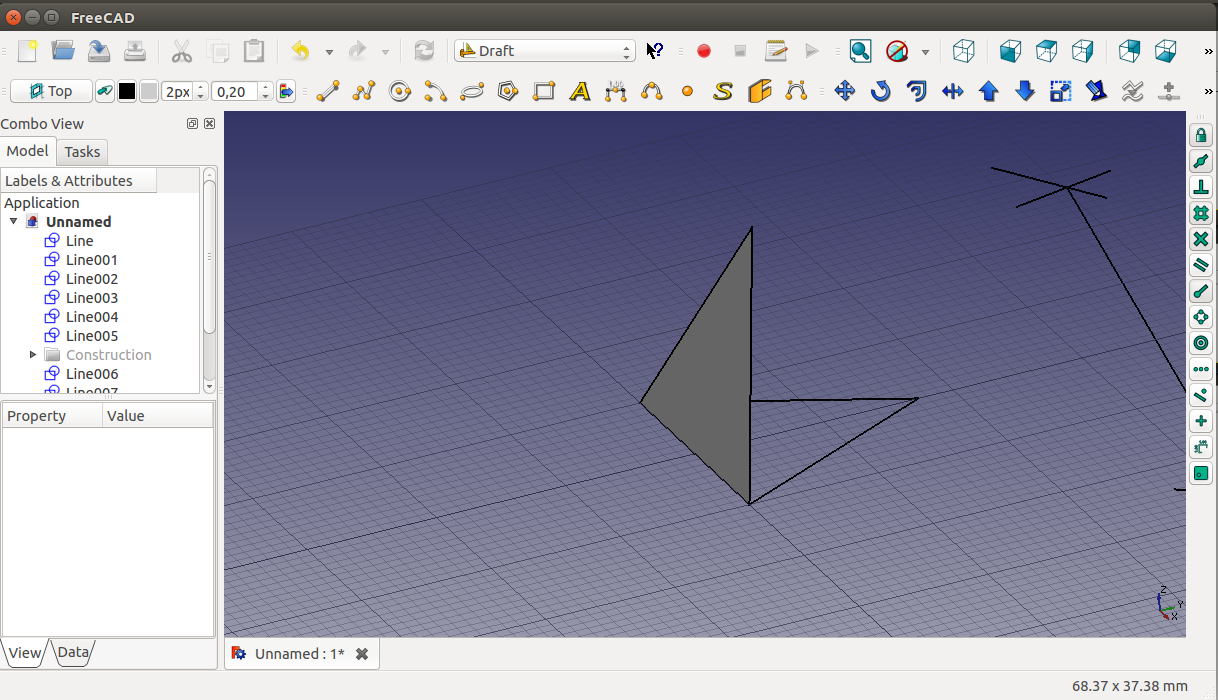 FreeCAD
Draft
Top
2px
0,20
Combo View
Model
Tasks
Labels & Attributes
Application
Unnamed
Line
Line001
Line002
Line003
Line004
Line005
Construction
Line006
Line007
Property
Value
Z
Y
X
View
Data
Unnamed : 1*
68.37 x 37.38 mm